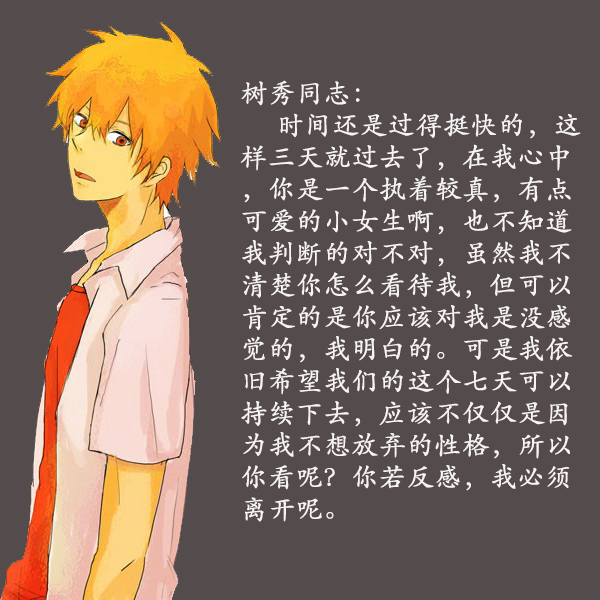 树秀同志:
时间还是过得挺快的，这
样三天就过去了，在我心中
，你是一个执着较真，有点
可爱的小女生啊，也不知道
我判断的对不对，虽然我不
清楚你怎么看待我，但可以
肯定的是你应该对我是没感
觉的，我明白的。可是我依
旧希望我们的这个七天可以
持续下去，应该不仅仅是因
为我不想放弃的性格，所以
你看呢？你若反感，我必须
离开呢。